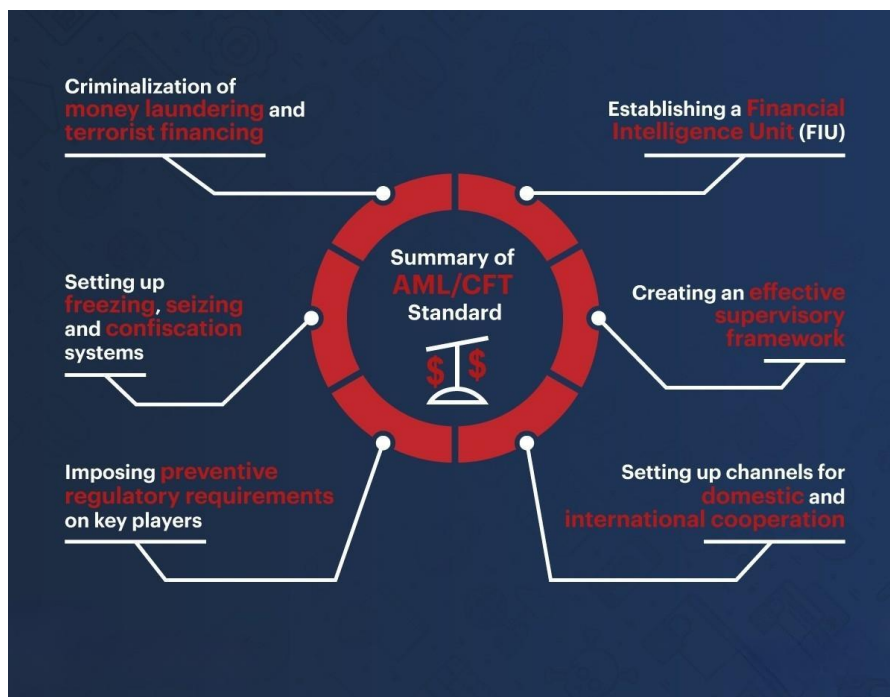 Criminalization of
money laundering and
terrorist financing
Establishing a Financial
Intelligence Unit (FIU)
Summary of
AML/CFT
Standard
$ $
Setting up
freezing, seizing
and confiscation
systems
Creating an effective
supervisory
framework
Imposing preventive
regulatory requirements
on key players
Setting up channels for
domestic and
international cooperation